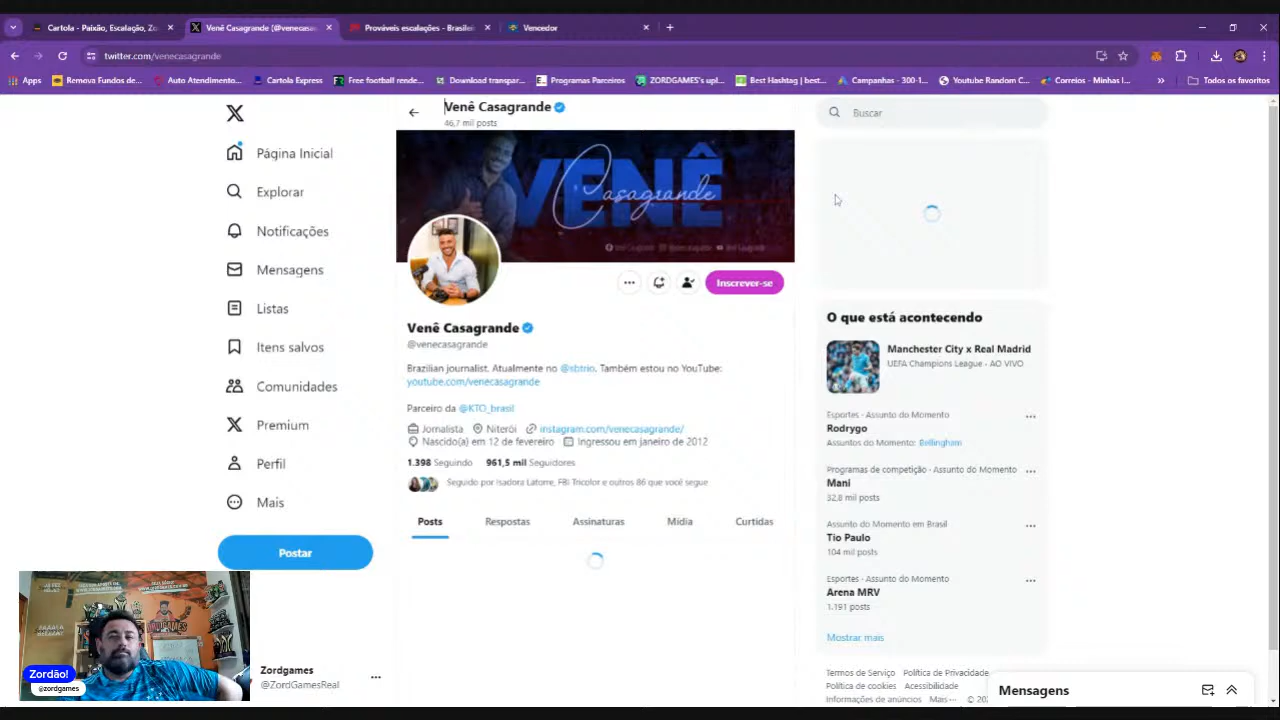 Cartola - Paixão, Escalação, Zi
Venê Casagrande (@venecasa
Prováveis escalações - Brasilei
Vencedor
twitter.com/venecasagrande
Apps
Remova Fundos de...
Auto Atendimento...
Cartola Express
Free football rende...
Download transpar...
Programas Parceiros
ZORDGAMES's upl...
Best Hashtag | best...
Campanhas - 300-1...
Youtube Random C...
Correios - Minhas I...
Todos os favoritos
Página Inicial
Explorar
Notificações
Mensagens
Listas
Itens salvos
Comunidades
Premium
Perfil
Mais
Postar
Zordão!
@zordgames
Zordgames
@ZordGamesReal
Venê Casagrande
46,7 mil posts
VENÊ
Casagrande
Inscrever-se
Venê Casagrande
@venecasagrande
Brazilian journalist. Atualmente no @sbtrio. Também estou no YouTube:
youtube.com/venecasagrande
Parceiro da @KTO_brasil
Jornalista Niterói instagram.com/venecasagrande/
Nascido(a) em 12 de fevereiro Ingressou em janeiro de 2012
1.398 Seguindo 961,5 mil Seguidores
Seguido por Isadora Latorre, FBI Tricolor e outros 86 que você segue
Posts Respostas Assinaturas Mídia Curtidas
Buscar
O que está acontecendo
Manchester City x Real Madrid
UEFA Champions League - AO VIVO
Esportes · Assunto do Momento
Rodrygo
Assuntos do Momento: Bellingham
Programas de competição · Assunto do Momento
Mani
32,8 mil posts
Assunto do Momento em Brasil
Tio Paulo
104 mil posts
Esportes · Assunto do Momento
Arena MRV
1.191 posts
Mostrar mais
Termos de Serviço Política de Privacidade
Política de cookies Acessibilidade
Informações de anúncios Mais ··· © 20
Mensagens